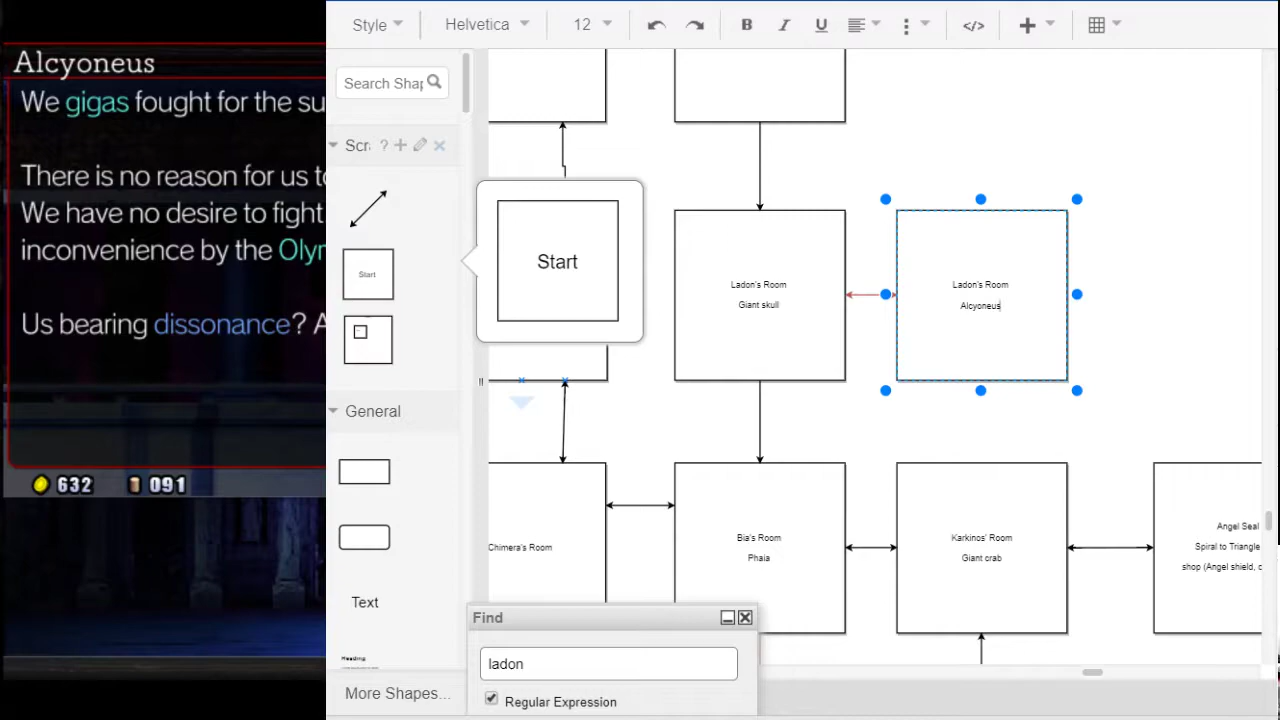 Alcyoneus
We gigas fought for the su
There is no reason for us to
We have no desire to fight
inconvenience by the Olyr
Us bearing dissonance? A
632
091
Style
Helvetica
12
B
I
U
</>
Search Shap
Scr
?
Start
General
Text
Heading
More Shapes...
Start
Ladon's Room
Giant skull
Ladon's Room
Alcyoneus
Chimera's Room
Bia's Room
Phaia
Karkinos' Room
Giant crab
Angel Seal
Spiral to Triangle
shop (Angel shield, c
Find
ladon
Regular Expression